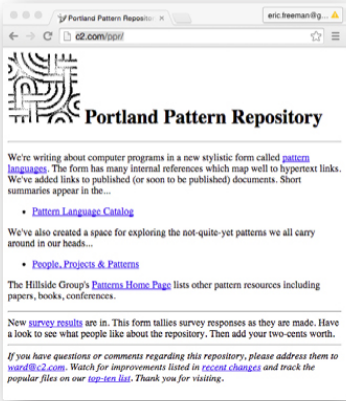 Portland Pattern Reposito
eric.freeman@g...
c2.com/ppr/
Portland Pattern Repository
We're writing about computer programs in a new stylistic form called pattern
languages. The form has many internal references which map well to hypertext links.
We've added links to published (or soon to be published) documents. Short
summaries appear in the...
• Pattern Language Catalog
We've also created a space for exploring the not-quite-yet patterns we all carry
around in our heads...
• People, Projects & Patterns
The Hillside Group's Patterns Home Page lists other pattern resources including
papers, books, conferences.
New survey results are in. This form tallies survey responses as they are made. Have
a look to see what people like about the repository. Then add your two-cents worth.
If you have questions or comments regarding this repository, please address them to
ward@c2.com. Watch for improvements listed in recent changes and track the
popular files on our top-ten list. Thank you for visiting.